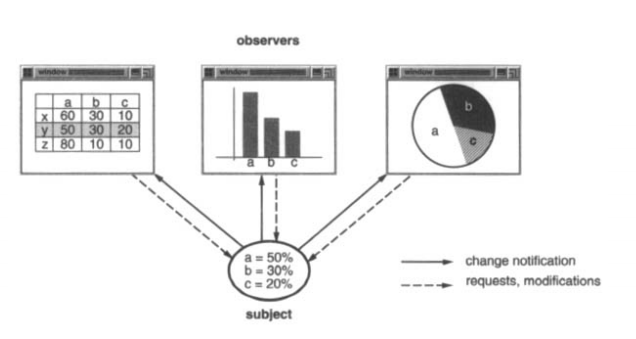 observers
window
window
window
a b c
x 60 30 10
y 50 30 20
z 80 10 10
a b c
a
b
c
a = 50%
b = 30%
c = 20%
subject
change notification
requests, modifications